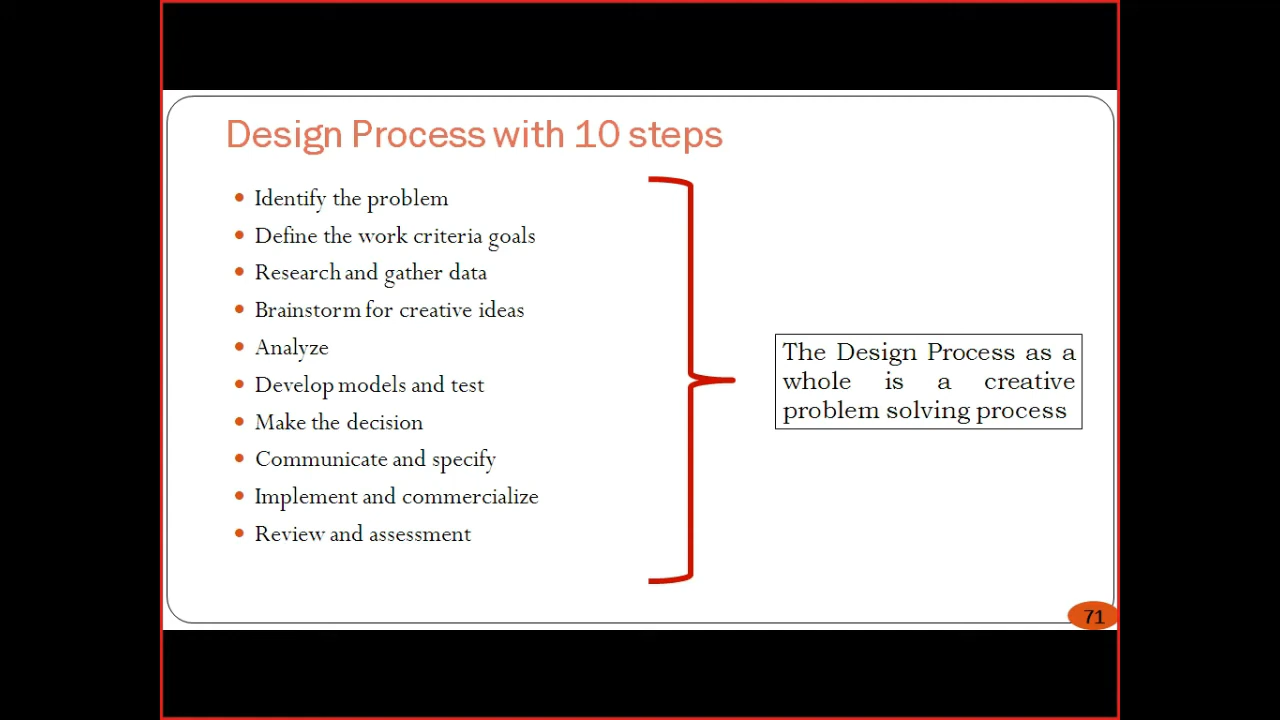 Design Process with 10 steps
Identify the problem
Define the work criteria goals
Research and gather data
Brainstorm for creative ideas
Analyze
Develop models and test
Make the decision
Communicate and specify
Implement and commercialize
Review and assessment
The Design Process as a
whole is a creative
problem solving process
71